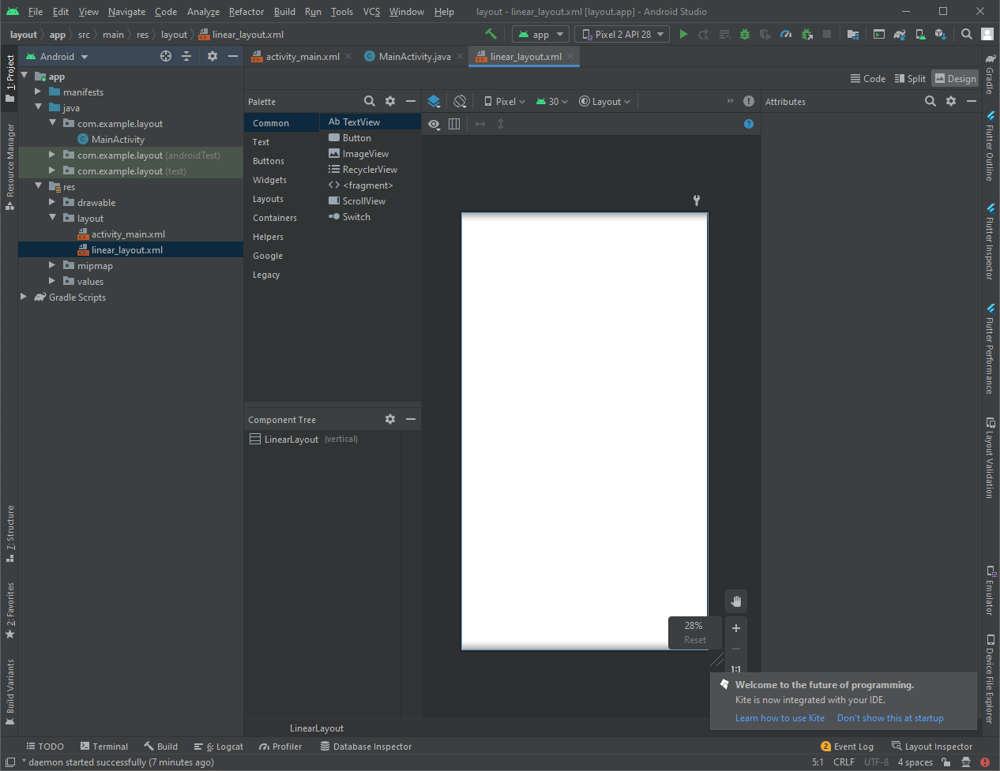 File Edit View Navigate Code Analyze Refactor Build Run Tools VCS Window Help layout - linear_layout.xml [layout.app] - Android Studio
layout app src main res layout linear_layout.xml app Pixel 2 API 28
Android activity_main.xml MainActivity.java linear_layout.xml
1: Project
Resource Manager
7: Structure
2: Favorites
Build Variants
app
manifests
java
com.example.layout
MainActivity
com.example.layout (androidTest)
com.example.layout (test)
res
drawable
layout
activity_main.xml
linear_layout.xml
mipmap
values
Gradle Scripts
Code Split Design
Palette
Common
Text
Buttons
Widgets
Layouts
Containers
Helpers
Google
Legacy
Ab TextView
Button
ImageView
RecyclerView
<fragment>
ScrollView
Switch
Component Tree
LinearLayout (vertical)
Pixel 30 Layout »
?
28%
Reset
1:1
LinearLayout
Attributes
Welcome to the future of programming.
Kite is now integrated with your IDE.
Learn how to use Kite Don't show this at startup
Gradle
Flutter Outline
Flutter Inspector
Flutter Performance
Layout Validation
Emulator
Device File Explorer
TODO Terminal Build 6: Logcat Profiler Database Inspector 2 Event Log Layout Inspector
* daemon started successfully (7 minutes ago) 5:1 CRLF UTF-8 4 spaces